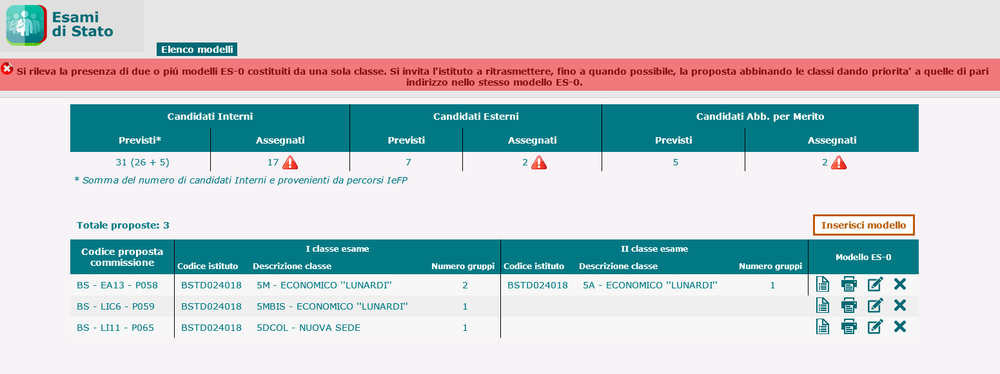 Esami
di Stato
Elenco modelli
Si rileva la presenza di due o piú modelli ES-0 costituiti da una sola classe. Si invita l'istituto a ritrasmettere, fino a quando possibile, la proposta abbinando le classi dando priorita' a quelle di pari
indirizzo nello stesso modello ES-0.
Candidati Interni Candidati Esterni Candidati Abb. per Merito
Previsti* Assegnati Previsti Assegnati Previsti Assegnati
31 (26 + 5) 17 7 2 5 2
* Somma del numero di candidati Interni e provenienti da percorsi IeFP
Totale proposte: 3 Inserisci modello
Codice proposta commissione I classe esame II classe esame Modello ES-0
Codice istituto Descrizione classe Numero gruppi Codice istituto Descrizione classe Numero gruppi
BS - EA13 - P058 BSTD024018 5M - ECONOMICO ''LUNARDI'' 2 BSTD024018 5A - ECONOMICO ''LUNARDI'' 1
BS - LIC6 - P059 BSTD024018 5MBIS - ECONOMICO ''LUNARDI'' 1
BS - LI11 - P065 BSTD024018 5DCOL - NUOVA SEDE 1